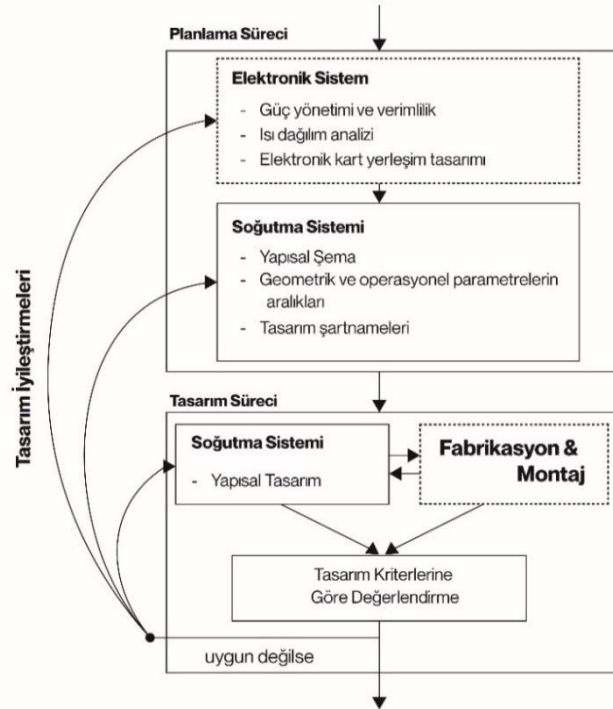 Planlama Süreci
Elektronik Sistem
- Güç yönetimi ve verimlilik
- Isı dağılım analizi
- Elektronik kart yerleşim tasarımı
Soğutma Sistemi
- Yapısal Şema
- Geometrik ve operasyonel parametrelerin
aralıkları
- Tasarım şartnameleri
Tasarım İyileştirmeleri
Tasarım Süreci
Soğutma Sistemi
- Yapısal Tasarım
Fabrikasyon &
Montaj
Tasarım Kriterlerine
Göre Değerlendirme
uygun değilse